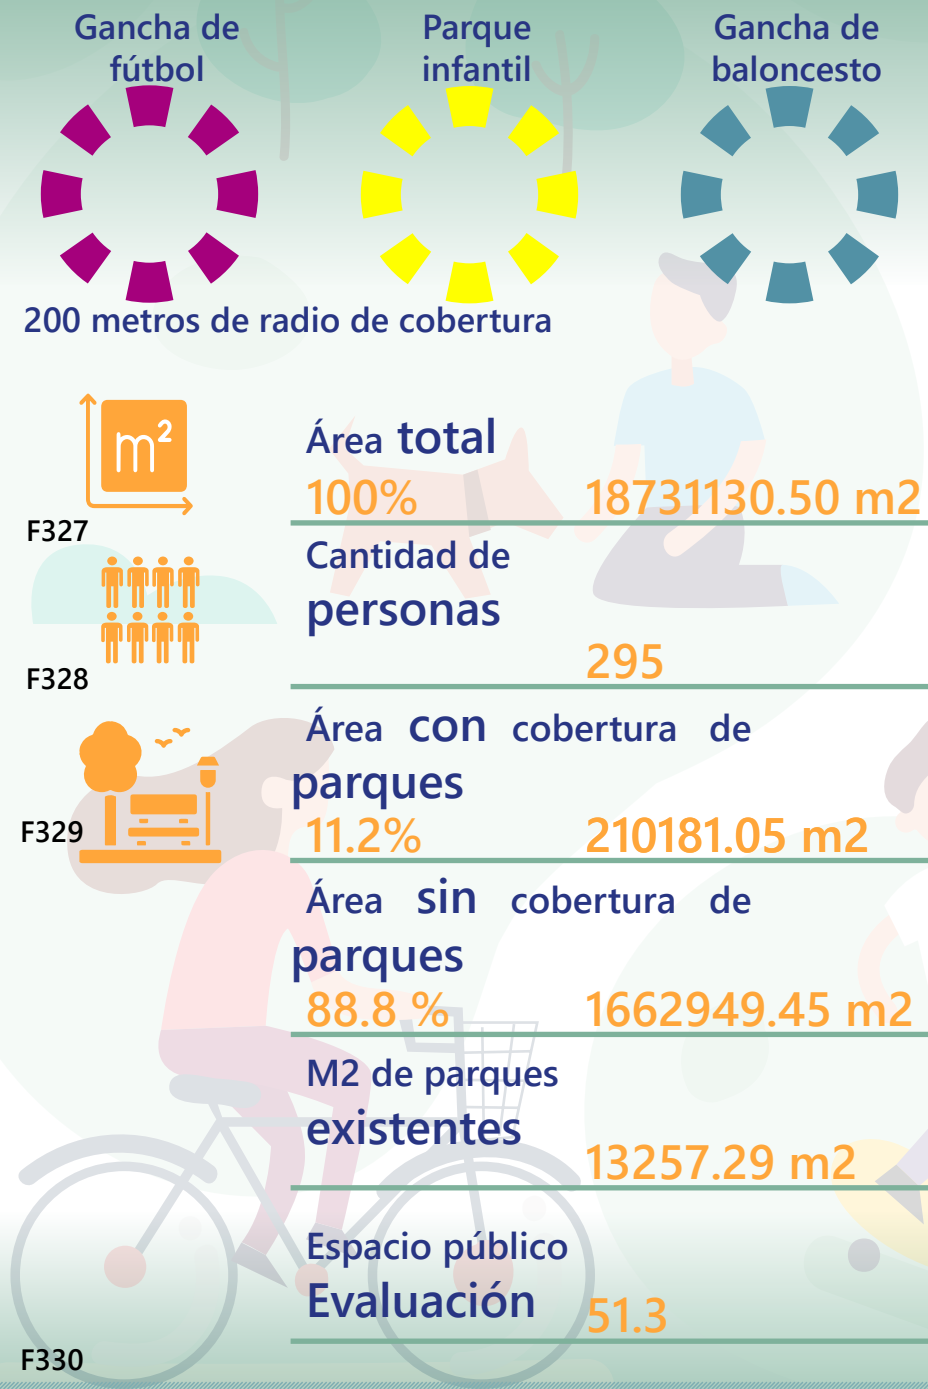 Gancha de
fútbol
Parque
infantil
Gancha de
baloncesto
200 metros de radio de cobertura
m²
F327
Área total
100% 18731130.50 m2
F328
Cantidad de
personas
295
F329
Área con cobertura de
parques
11.2% 210181.05 m2
Área sin cobertura de
parques
88.8 % 1662949.45 m2
M2 de parques
existentes
13257.29 m2
Espacio público
Evaluación 51.3
F330